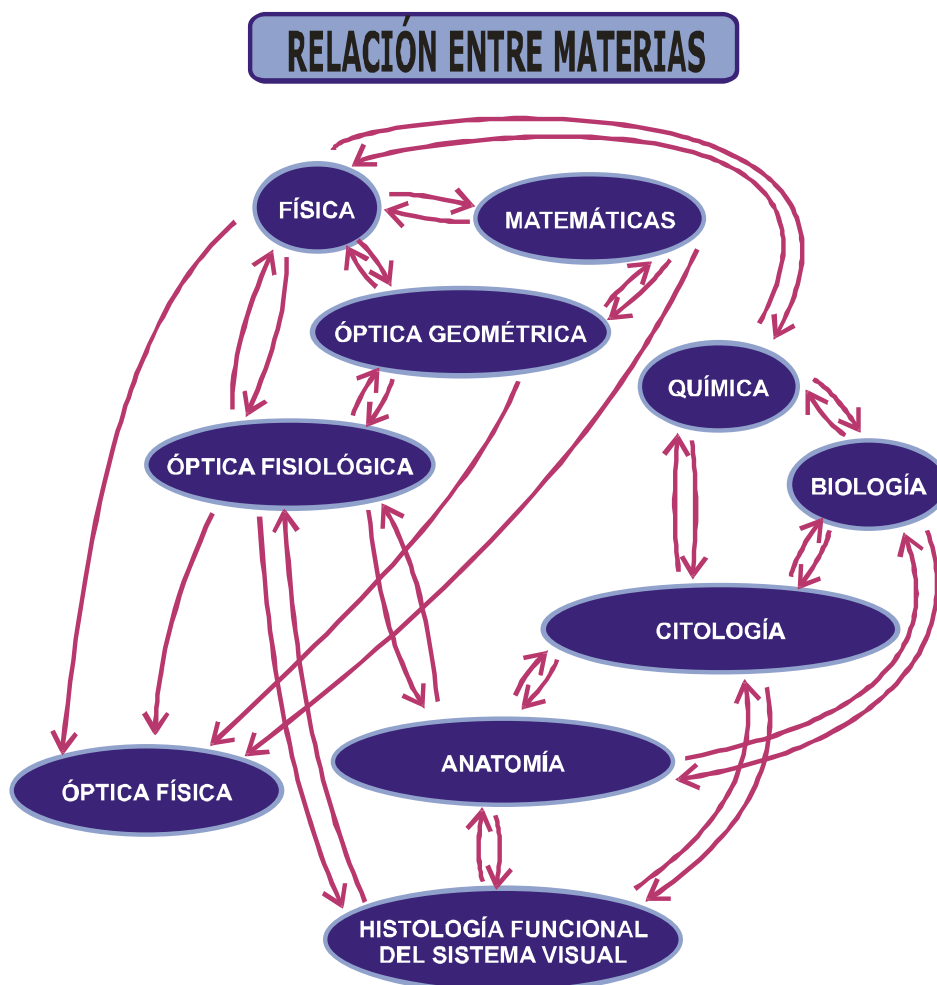 RELACIÓN ENTRE MATERIAS
FÍSICA
MATEMÁTICAS
ÓPTICA GEOMÉTRICA
QUÍMICA
ÓPTICA FISIOLÓGICA
BIOLOGÍA
CITOLOGÍA
ANATOMÍA
ÓPTICA FÍSICA
HISTOLOGÍA FUNCIONAL
DEL SISTEMA VISUAL